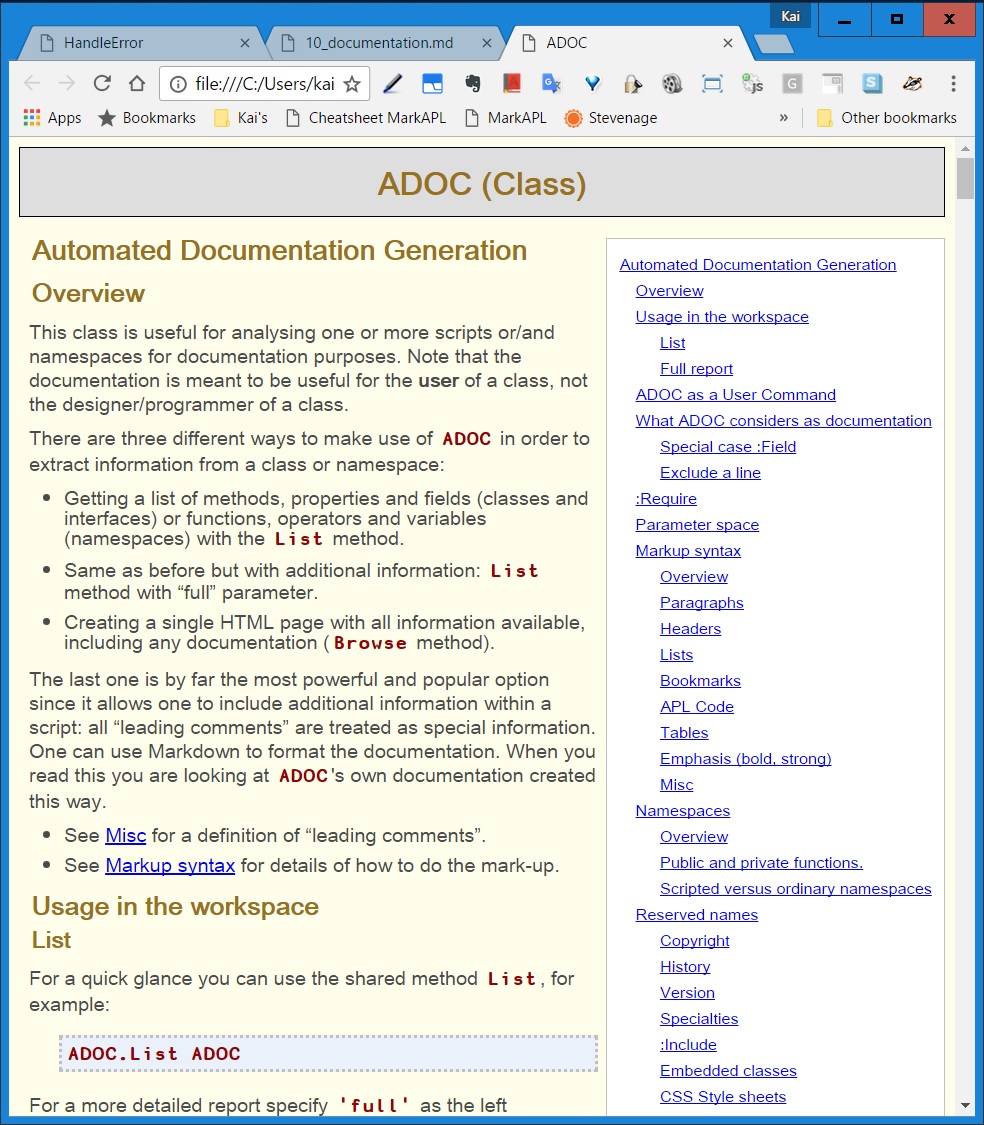 Kai
HandleError
10_documentation.md
ADOC
file:///C:/Users/kai
Apps
Bookmarks
Kai's
Cheatsheet MarkAPL
MarkAPL
Stevenage
»
Other bookmarks
ADOC (Class)
Automated Documentation Generation
Overview
This class is useful for analysing one or more scripts or/and
namespaces for documentation purposes. Note that the
documentation is meant to be useful for the user of a class, not
the designer/programmer of a class.
There are three different ways to make use of ADOC in order to
extract information from a class or namespace:
• Getting a list of methods, properties and fields (classes and
interfaces) or functions, operators and variables
(namespaces) with the List method.
• Same as before but with additional information: List
method with “full” parameter.
• Creating a single HTML page with all information available,
including any documentation ( Browse method).
The last one is by far the most powerful and popular option
since it allows one to include additional information within a
script: all “leading comments” are treated as special information.
One can use Markdown to format the documentation. When you
read this you are looking at ADOC's own documentation created
this way.
• See Misc for a definition of “leading comments”.
• See Markup syntax for details of how to do the mark-up.
Usage in the workspace
List
For a quick glance you can use the shared method List, for
example:
ADOC.List ADOC
For a more detailed report specify 'full' as the left
Automated Documentation Generation
Overview
Usage in the workspace
List
Full report
ADOC as a User Command
What ADOC considers as documentation
Special case :Field
Exclude a line
:Require
Parameter space
Markup syntax
Overview
Paragraphs
Headers
Lists
Bookmarks
APL Code
Tables
Emphasis (bold, strong)
Misc
Namespaces
Overview
Public and private functions.
Scripted versus ordinary namespaces
Reserved names
Copyright
History
Version
Specialties
:Include
Embedded classes
CSS Style sheets